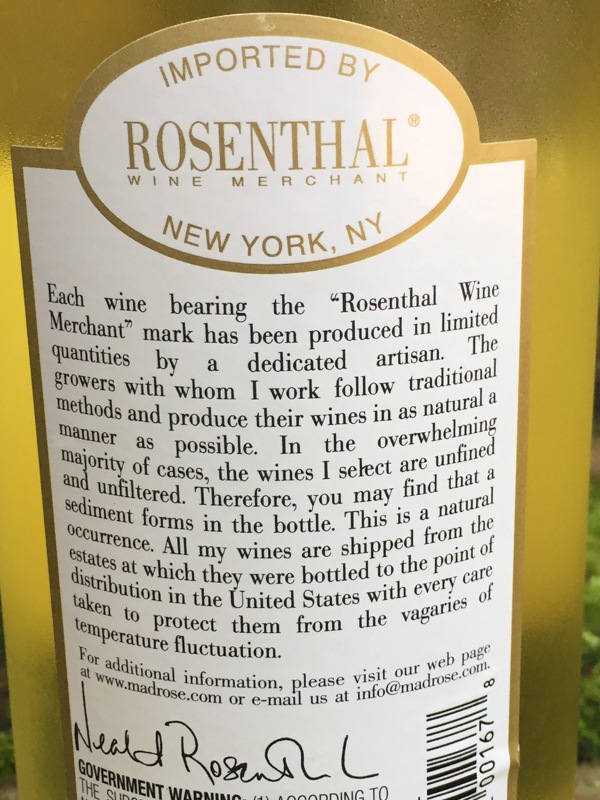 IMPORTED BY
ROSENTHAL®
WINE MERCHANT
NEW YORK, NY
Each wine bearing the “Rosenthal Wine
Merchant” mark has been produced in limited
quantities by a dedicated artisan. The
growers with whom I work follow traditional
methods and produce their wines in as natural a
manner as possible. In the overwhelming
majority of cases, the wines I select are unfined
and unfiltered. Therefore, you may find that a
sediment forms in the bottle. This is a natural
occurrence. All my wines are shipped from the
estates at which they were bottled to the point of
distribution in the United States with every care
taken to protect them from the vagaries of
temperature fluctuation.
For additional information, please visit our web page
at www.madrose.com or e-mail us at info@madrose.com.
Neal I Rosenthal
GOVERNMENT WARNING: (1) ACCORDING TO
THE
00167 8